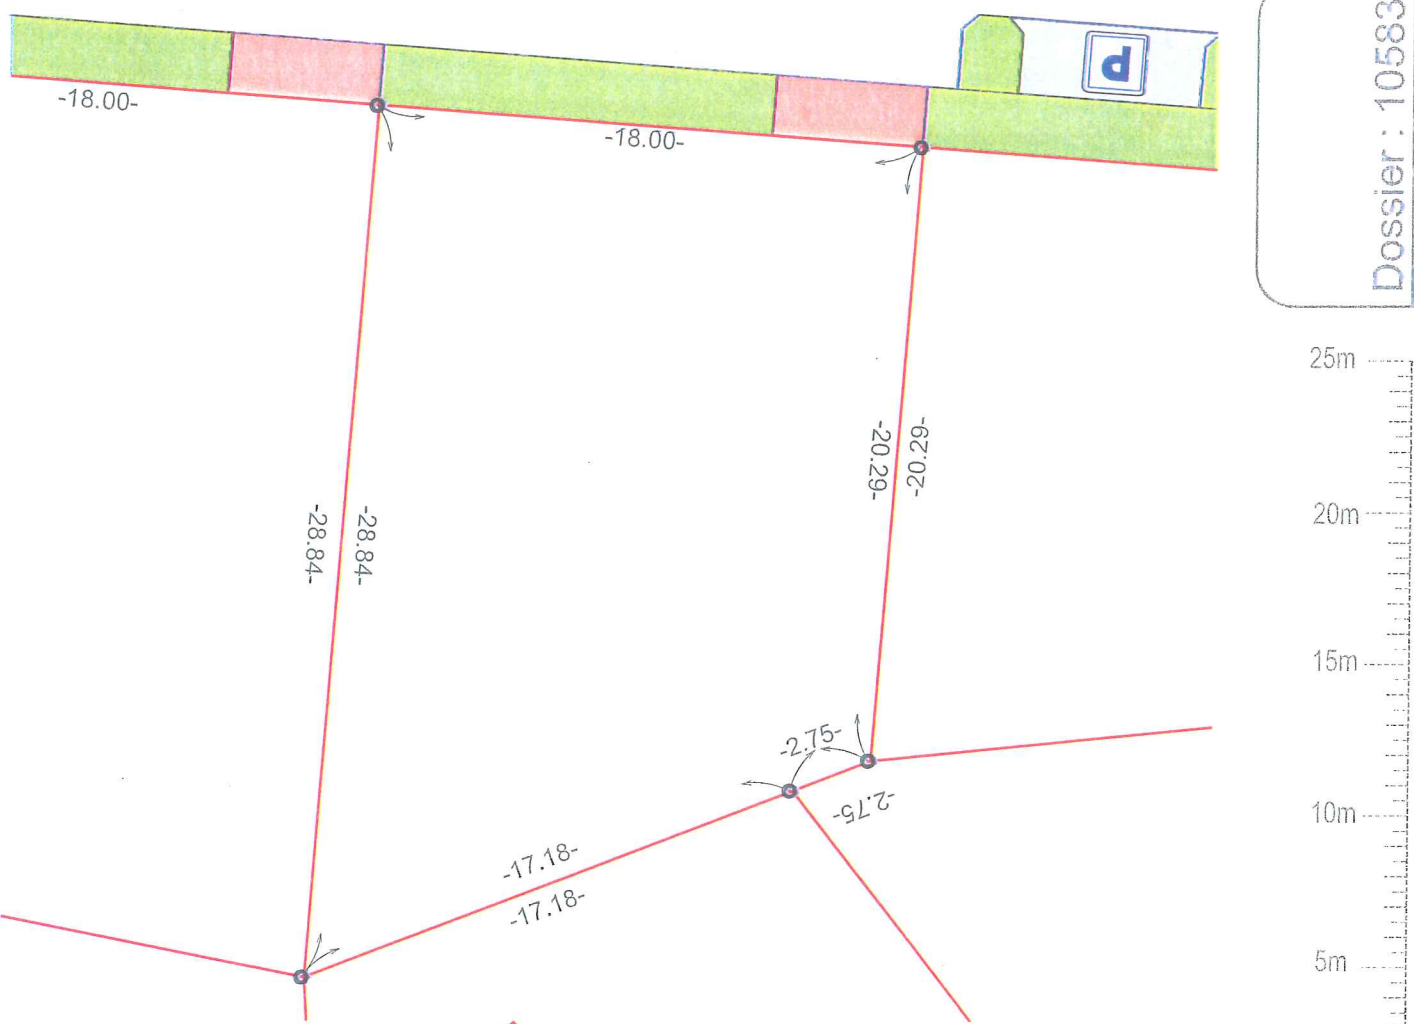 -18.00-
-18.00-
P
Dossier : 10583
-28.84-
-28.84-
-20.29-
-20.29-
-2.75-
-2.75-
-17.18-
-17.18-
25m
20m
15m
10m
5m